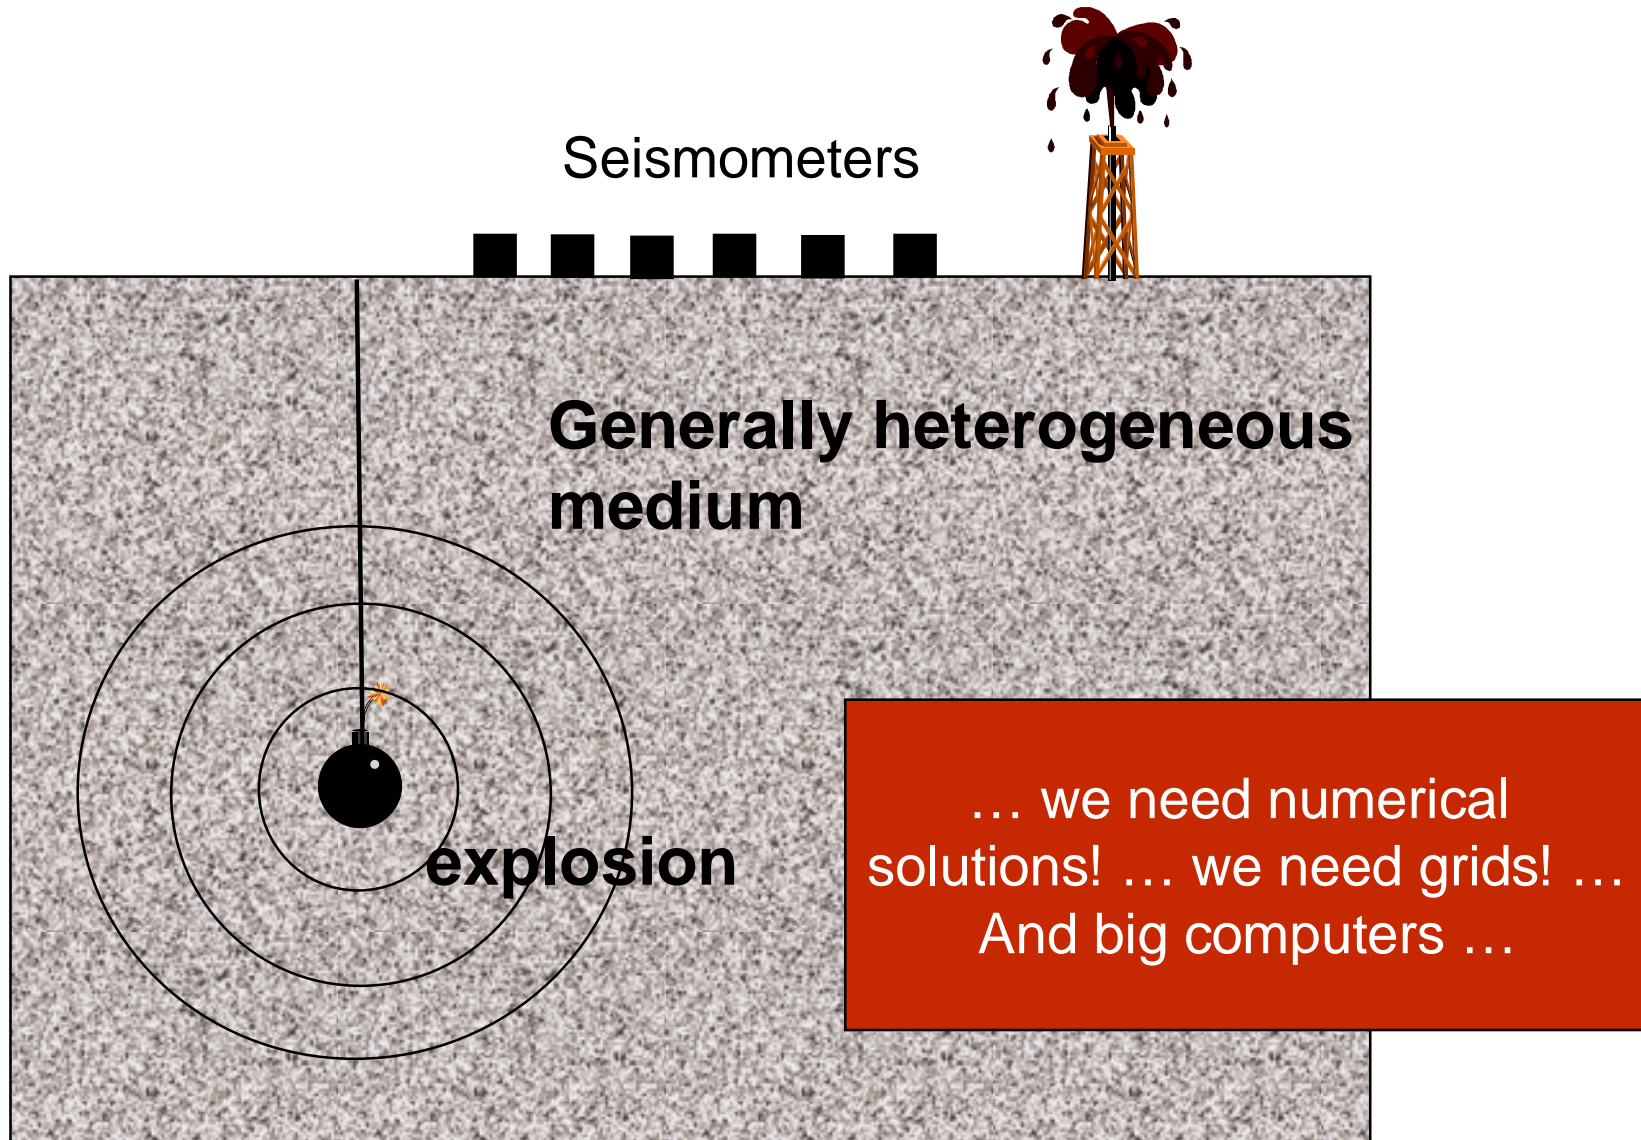 Seismometers
Generally heterogeneous
medium
explosion
… we need numerical
solutions! … we need grids! …
And big computers …